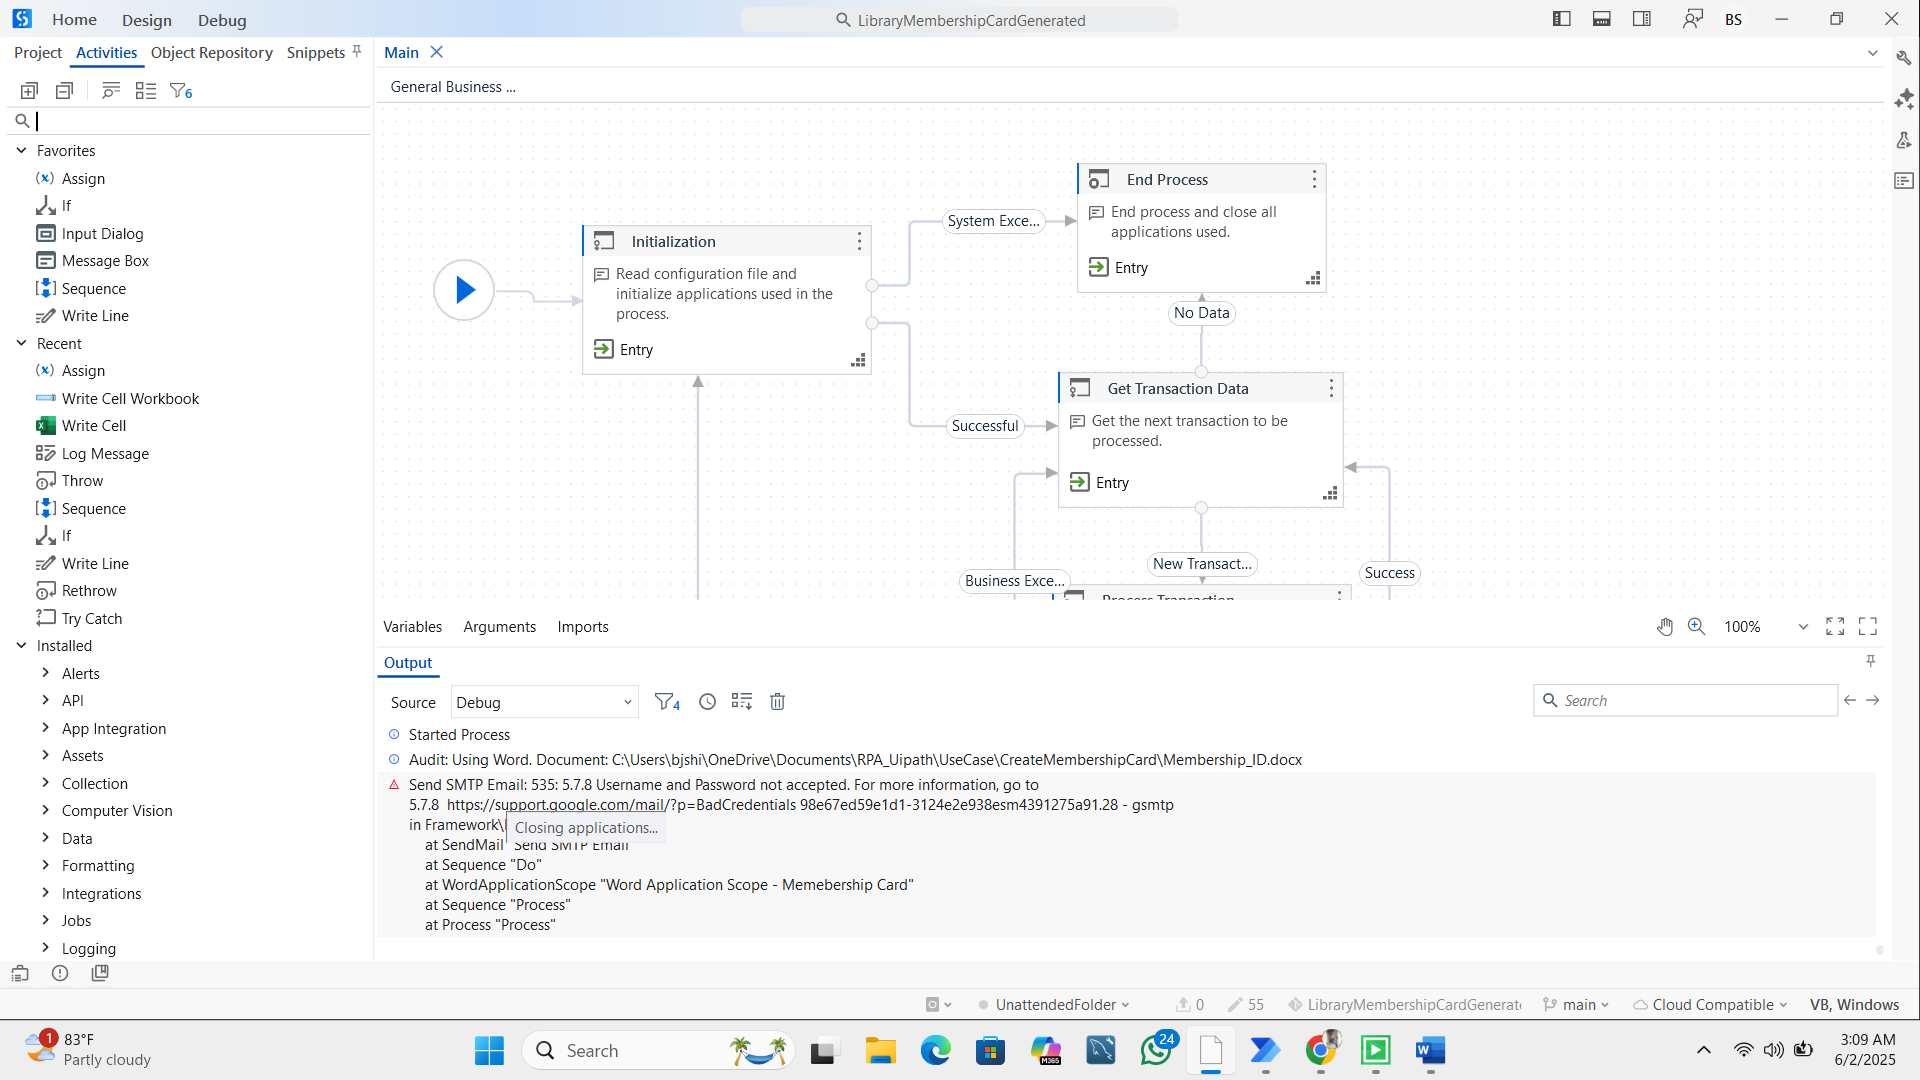 Home
Design
Debug
LibraryMembershipCardGenerated
BS
Project
Activities
Object Repository
Snippets
Main
6
General Business ...
Favorites
Assign
If
Input Dialog
Message Box
Sequence
Write Line
Recent
Assign
Write Cell Workbook
Write Cell
Log Message
Throw
Sequence
If
Write Line
Rethrow
Try Catch
Installed
Alerts
API
App Integration
Assets
Collection
Computer Vision
Data
Formatting
Integrations
Jobs
Logging
Initialization
Read configuration file and
initialize applications used in the
process.
Entry
System Exce...
Successful
End Process
End process and close all
applications used.
Entry
No Data
Get Transaction Data
Get the next transaction to be
processed.
Entry
Business Exce...
New Transact...
Success
Process Transaction
Variables
Arguments
Imports
100%
Output
Source
Debug
4
Search
Started Process
Audit: Using Word. Document: C:\Users\bjshi\OneDrive\Documents\RPA_Uipath\UseCase\CreateMembershipCard\Membership_ID.docx
Send SMTP Email: 535: 5.7.8 Username and Password not accepted. For more information, go to
5.7.8  https://support.google.com/mail/?p=BadCredentials 98e67ed59e1d1-3124e2e938esm4391275a91.28 - gsmtp
in Framework\
Closing applications...
at SendMail "Send SMTP Email"
at Sequence "Do"
at WordApplicationScope "Word Application Scope - Memebership Card"
at Sequence "Process"
at Process "Process"
UnattendedFolder
0
55
LibraryMembershipCardGenerat
main
Cloud Compatible
VB, Windows
1
83°F
Partly cloudy
Search
M365
24
3:09 AM
6/2/2025